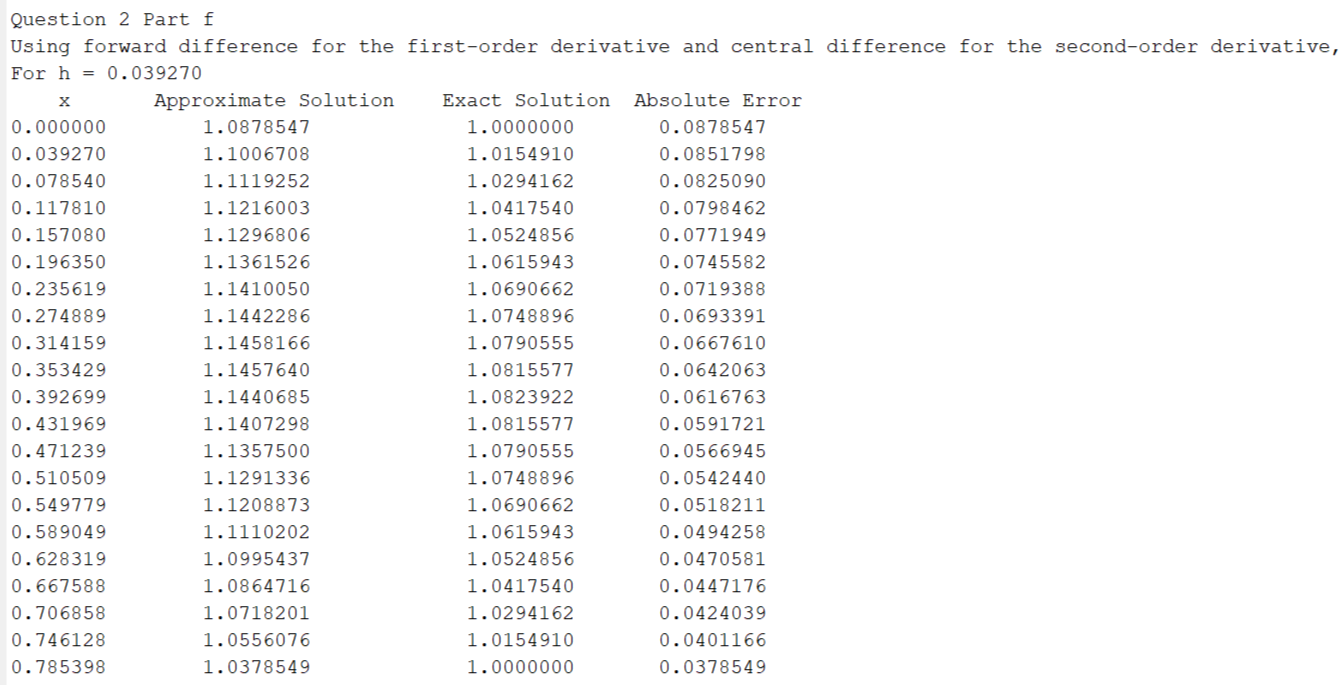 Question 2 Part f
Using forward difference for the first-order derivative and central difference for the second-order derivative,
For h = 0.039270
x Approximate Solution Exact Solution Absolute Error
0.000000 1.0878547 1.0000000 0.0878547
0.039270 1.1006708 1.0154910 0.0851798
0.078540 1.1119252 1.0294162 0.0825090
0.117810 1.1216003 1.0417540 0.0798462
0.157080 1.1296806 1.0524856 0.0771949
0.196350 1.1361526 1.0615943 0.0745582
0.235619 1.1410050 1.0690662 0.0719388
0.274889 1.1442286 1.0748896 0.0693391
0.314159 1.1458166 1.0790555 0.0667610
0.353429 1.1457640 1.0815577 0.0642063
0.392699 1.1440685 1.0823922 0.0616763
0.431969 1.1407298 1.0815577 0.0591721
0.471239 1.1357500 1.0790555 0.0566945
0.510509 1.1291336 1.0748896 0.0542440
0.549779 1.1208873 1.0690662 0.0518211
0.589049 1.1110202 1.0615943 0.0494258
0.628319 1.0995437 1.0524856 0.0470581
0.667588 1.0864716 1.0417540 0.0447176
0.706858 1.0718201 1.0294162 0.0424039
0.746128 1.0556076 1.0154910 0.0401166
0.785398 1.0378549 1.0000000 0.0378549